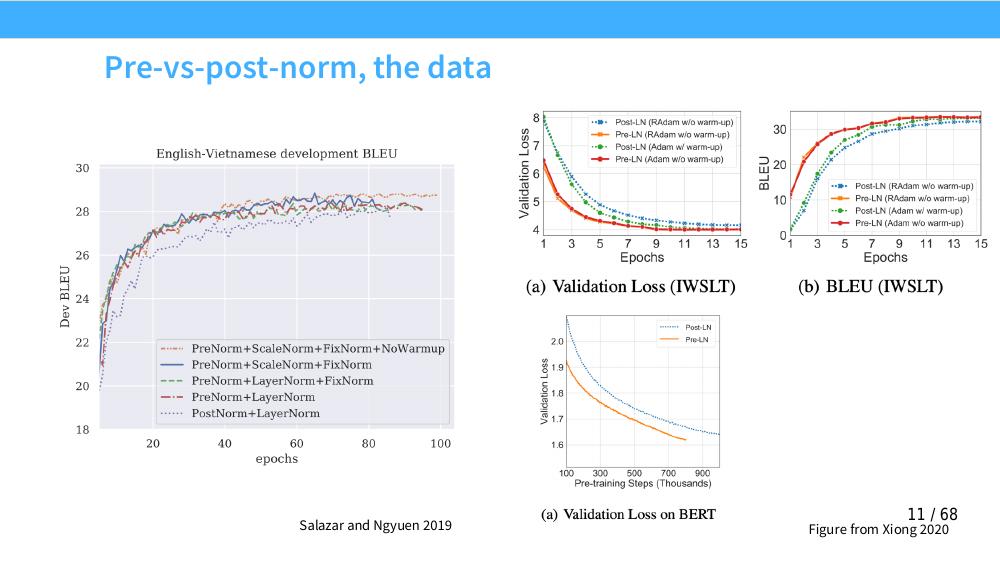 Pre-vs-post-norm, the data
English-Vietnamese development BLEU
Dev BLEU
30
28
26
24
22
20
18
PreNorm+ScaleNorm+FixNorm+NoWarmup
PreNorm+ScaleNorm+FixNorm
PreNorm+LayerNorm+FixNorm
PreNorm+LayerNorm
PostNorm+LayerNorm
20 40 60 80 100
epochs
Salazar and Ngyuen 2019
Validation Loss
8
7
6
5
4
Post-LN (RAdam w/o warm-up)
Pre-LN (RAdam w/o warm-up)
Post-LN (Adam w/ warm-up)
Pre-LN (Adam w/o warm-up)
1 3 5 7 9 11 13 15
Epochs
(a) Validation Loss (IWSLT)
BLEU
30
20
10
0
Post-LN (RAdam w/o warm-up)
Pre-LN (RAdam w/o warm-up)
Post-LN (Adam w/ warm-up)
Pre-LN (Adam w/o warm-up)
1 3 5 7 9 11 13 15
Epochs
(b) BLEU (IWSLT)
Validation Loss
2.0
1.9
1.8
1.7
1.6
Post-LN
Pre-LN
100 300 500 700 900
Pre-training Steps (Thousands)
(a) Validation Loss on BERT
11 / 68
Figure from Xiong 2020